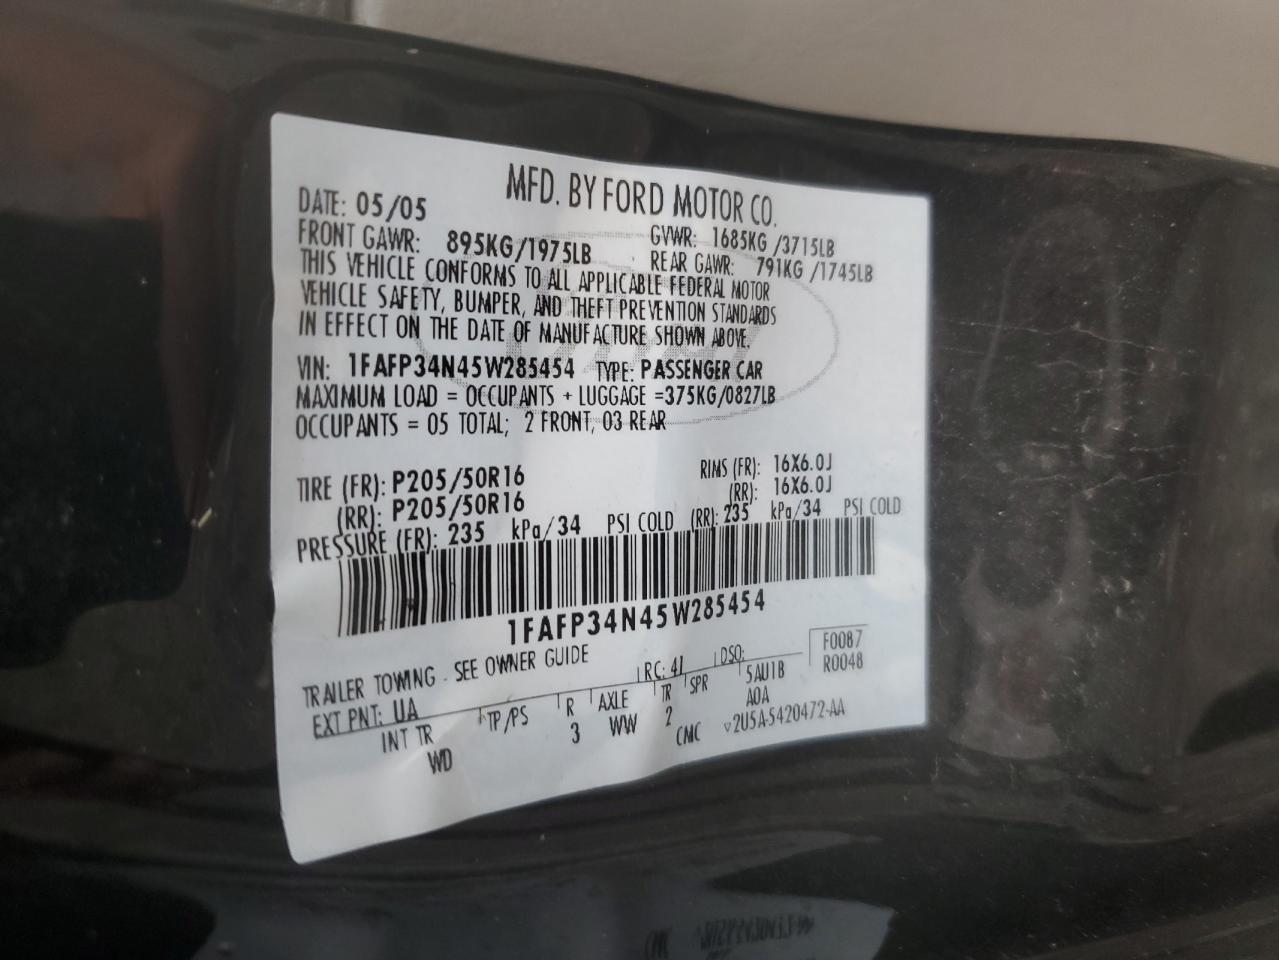 MFD. BY FORD MOTOR CO.
DATE: 05/05
GVWR: 1685KG /3715LB
FRONT GAWR: 895KG/1975LB
REAR GAWR: 791KG /1745LB
THIS VEHICLE CONFORMS TO ALL APPLICABLE FEDERAL MOTOR
VEHICLE SAFETY, BUMPER, AND THEFT PREVENTION STANDARDS
IN EFFECT ON THE DATE OF MANUFACTURE SHOWN ABOVE.
VIN: 1FAFP34N45W285454 TYPE: PASSENGER CAR
MAXIMUM LOAD = OCCUPANTS + LUGGAGE =375KG/0827LB
OCCUPANTS = 05 TOTAL; 2 FRONT, 03 REAR
TIRE (FR): P205/50R16 RIMS (FR): 16X6.0J
(RR): P205/50R16 (RR): 16X6.0J
PRESSURE (FR): 235 kPa/34 PSI COLD (RR): 235 kPa/34 PSI COLD
1FAFP34N45W285454
TRAILER TOWING - SEE OWNER GUIDE
F0087
R0048
EXT PNT: UA RC: 41 DSO:
INT TR TP/PS R AXLE TR SPR 5AU1B
WD 3 WW 2 A0A
CMC ▽2U5A-5420472-AA